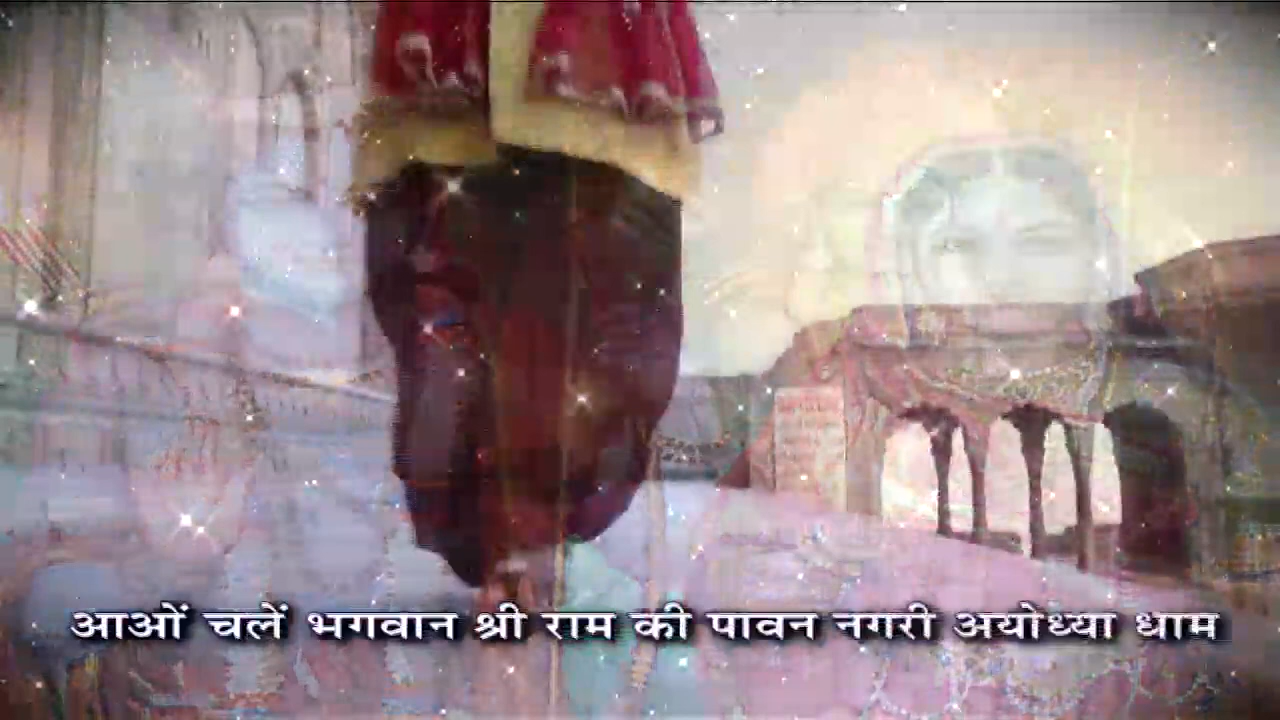 आओं चलें भगवान श्री राम की पावन नगरी अयोध्या धाम